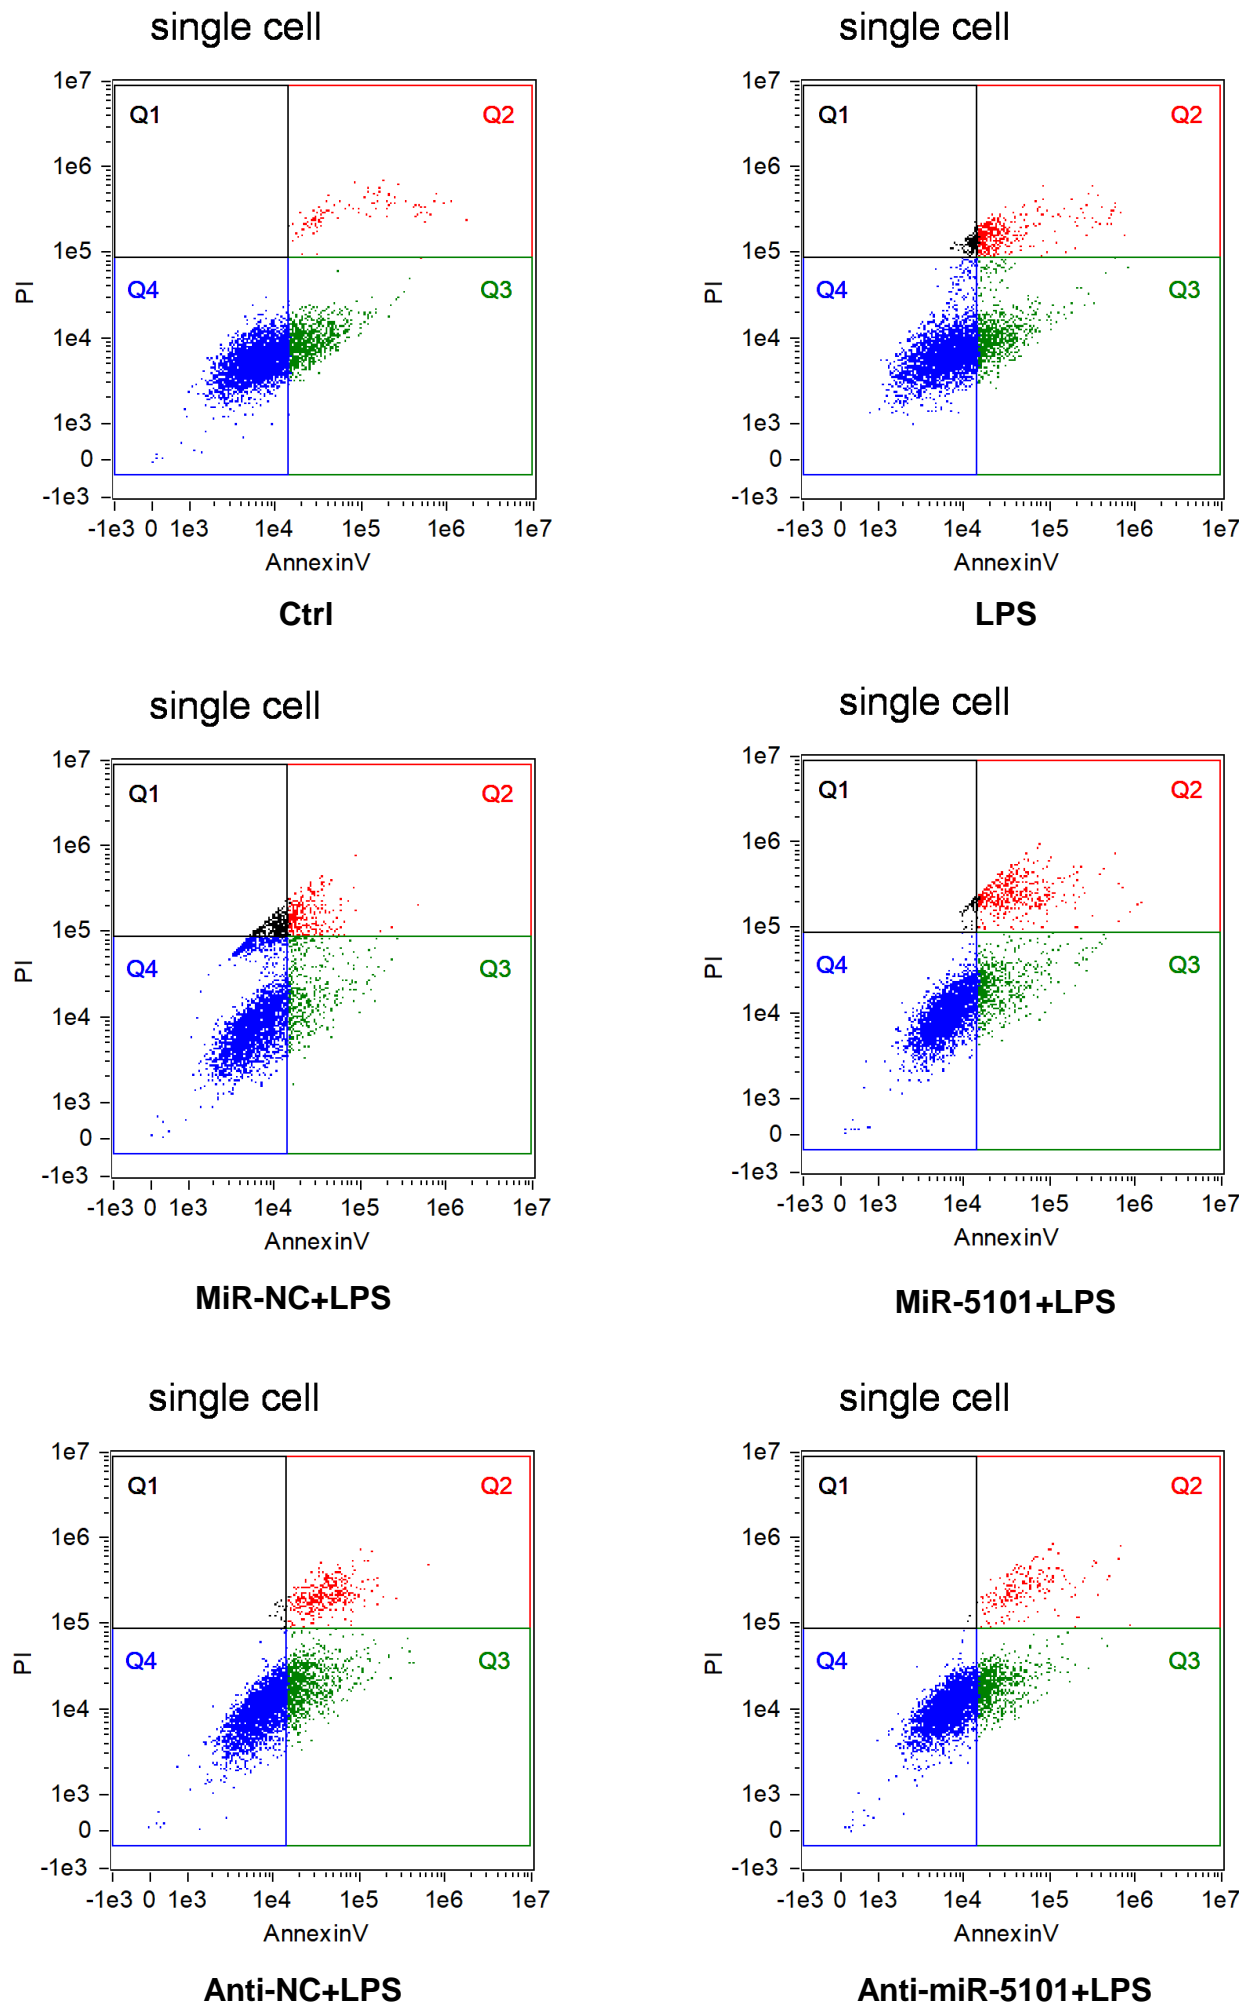 single cell
single cell
1e7
Q1
Q2
1e6
1e5
Q4
Q3
PI
1e4
1e3
0
-1e3
-1e3 0 1e3 1e4 1e5 1e6 1e7
AnnexinV
Ctrl
1e7
Q1
Q2
1e6
1e5
Q4
Q3
PI
1e4
1e3
0
-1e3
-1e3 0 1e3 1e4 1e5 1e6 1e7
AnnexinV
LPS
single cell
single cell
1e7
Q1
Q2
1e6
1e5
Q4
Q3
PI
1e4
1e3
0
-1e3
-1e3 0 1e3 1e4 1e5 1e6 1e7
AnnexinV
MiR-NC+LPS
1e7
Q1
Q2
1e6
1e5
Q4
Q3
PI
1e4
1e3
0
-1e3
-1e3 0 1e3 1e4 1e5 1e6 1e7
AnnexinV
MiR-5101+LPS
single cell
single cell
1e7
Q1
Q2
1e6
1e5
Q4
Q3
PI
1e4
1e3
0
-1e3
-1e3 0 1e3 1e4 1e5 1e6 1e7
AnnexinV
Anti-NC+LPS
1e7
Q1
Q2
1e6
1e5
Q4
Q3
PI
1e4
1e3
0
-1e3
-1e3 0 1e3 1e4 1e5 1e6 1e7
AnnexinV
Anti-miR-5101+LPS